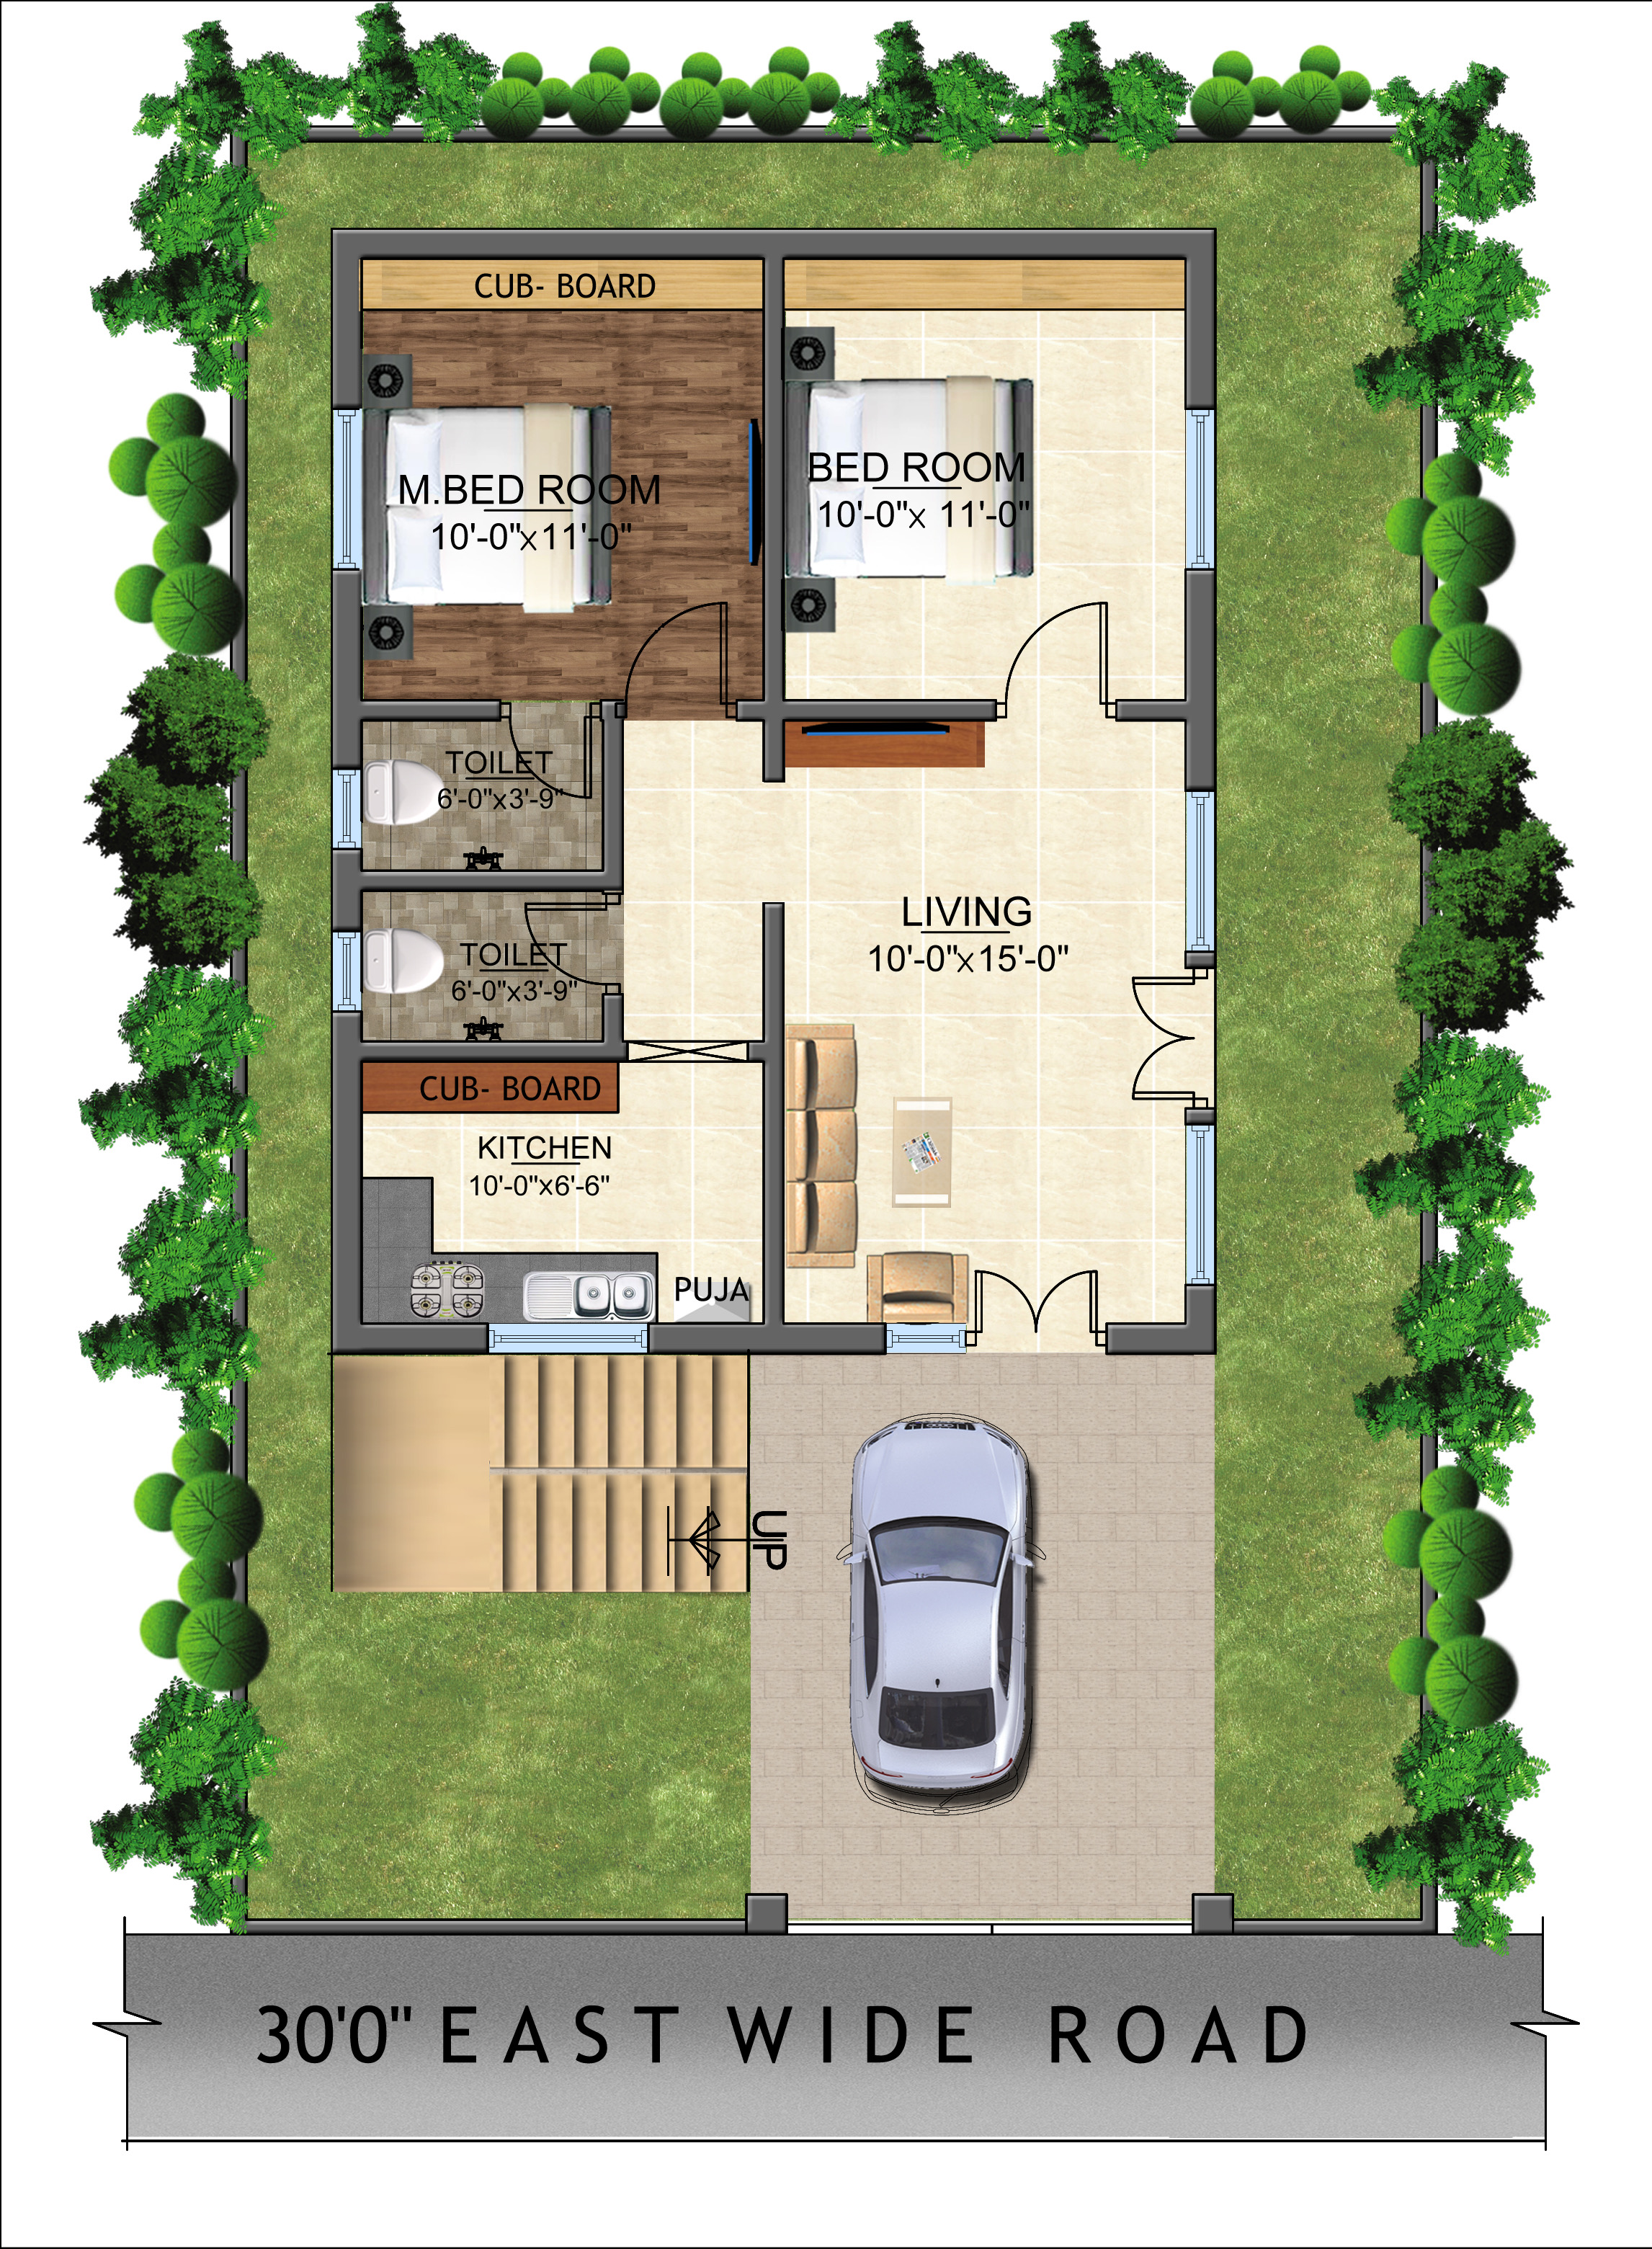 CUB- BOARD
M.BED ROOM
10'-0"x11'-0"
BED ROOM
10'-0"x 11'-0"
TOILET
6'-0"x3'-9"
LIVING
10'-0"x15'-0"
TOILET
6'-0"x3'-9"
CUB- BOARD
KITCHEN
10'-0"x6'-6"
PUJA
UP
30'0" EAST WIDE ROAD